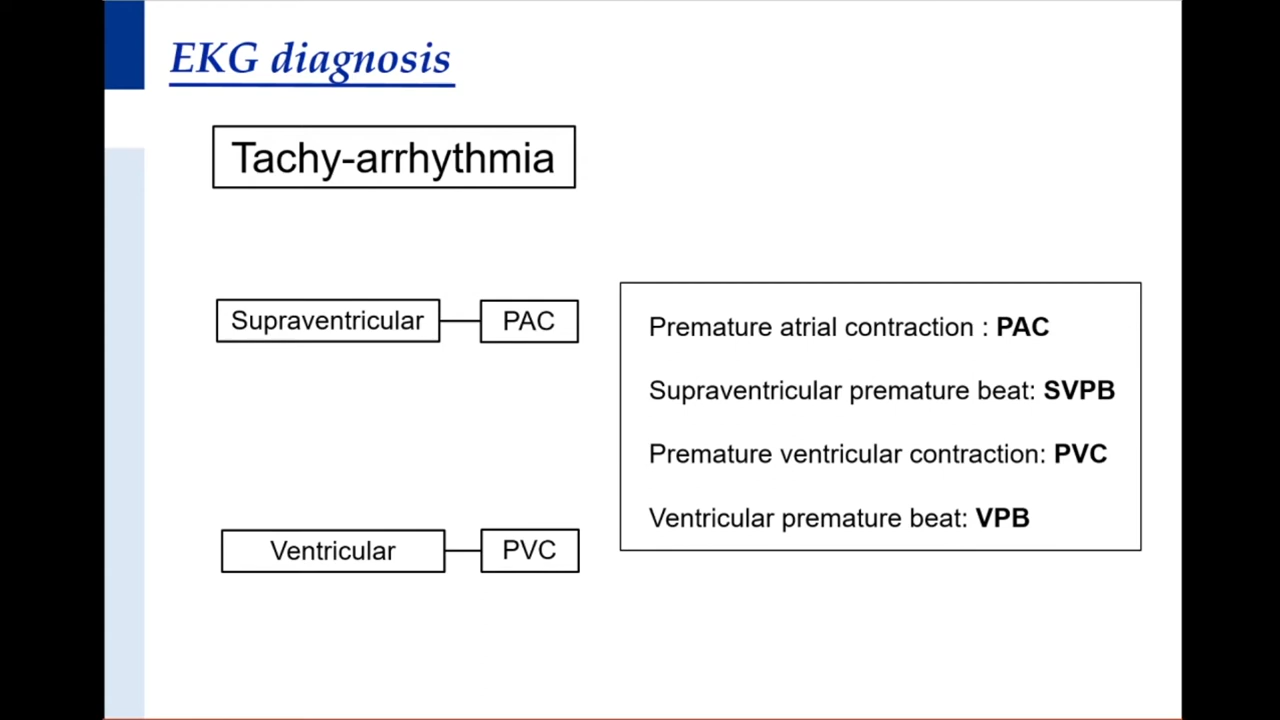 EKG diagnosis
Tachy-arrhythmia
Supraventricular
PAC
Ventricular
PVC
Premature atrial contraction : PAC
Supraventricular premature beat: SVPB
Premature ventricular contraction: PVC
Ventricular premature beat: VPB